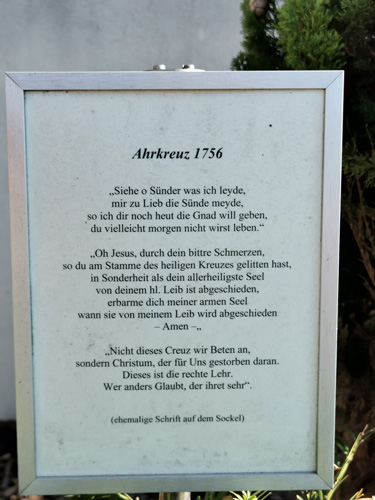 Ahrkreuz 1756
„Siehe o Sünder was ich leyde,
mir zu Lieb die Sünde meyde,
so ich dir noch heut die Gnad will geben,
du vielleicht morgen nicht wirst leben.“
„Oh Jesus, durch dein bittre Schmerzen,
so du am Stamme des heiligen Kreuzes gelitten hast,
in Sonderheit als dein allerheiligste Seel
von deinem hl. Leib ist abgeschieden,
erbarme dich meiner armen Seel
wann sie von meinem Leib wird abgeschieden
– Amen –„
„Nicht dieses Creuz wir Beten an,
sondern Christum, der für Uns gestorben daran.
Dieses ist die rechte Lehr.
Wer anders Glaubt, der ihret sehr“.
(ehemalige Schrift auf dem Sockel)